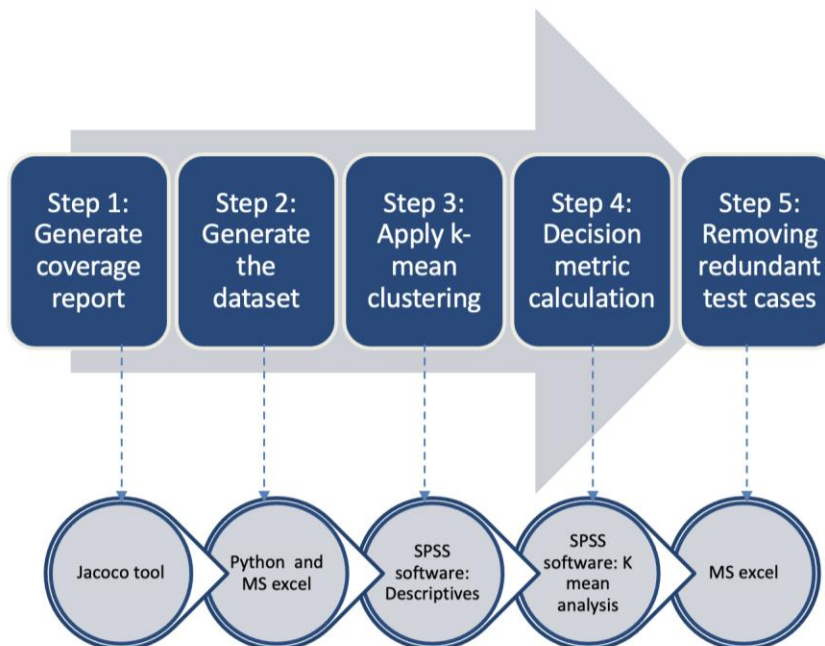 Step 1:
Generate
coverage
report
Step 2:
Generate
the
dataset
Step 3:
Apply k-
mean
clustering
Step 4:
Decision
metric
calculation
Step 5:
Removing
redundant
test cases
Jacoco tool
Python and
MS excel
SPSS
software:
Descriptives
SPSS
software: K
mean
analysis
MS excel